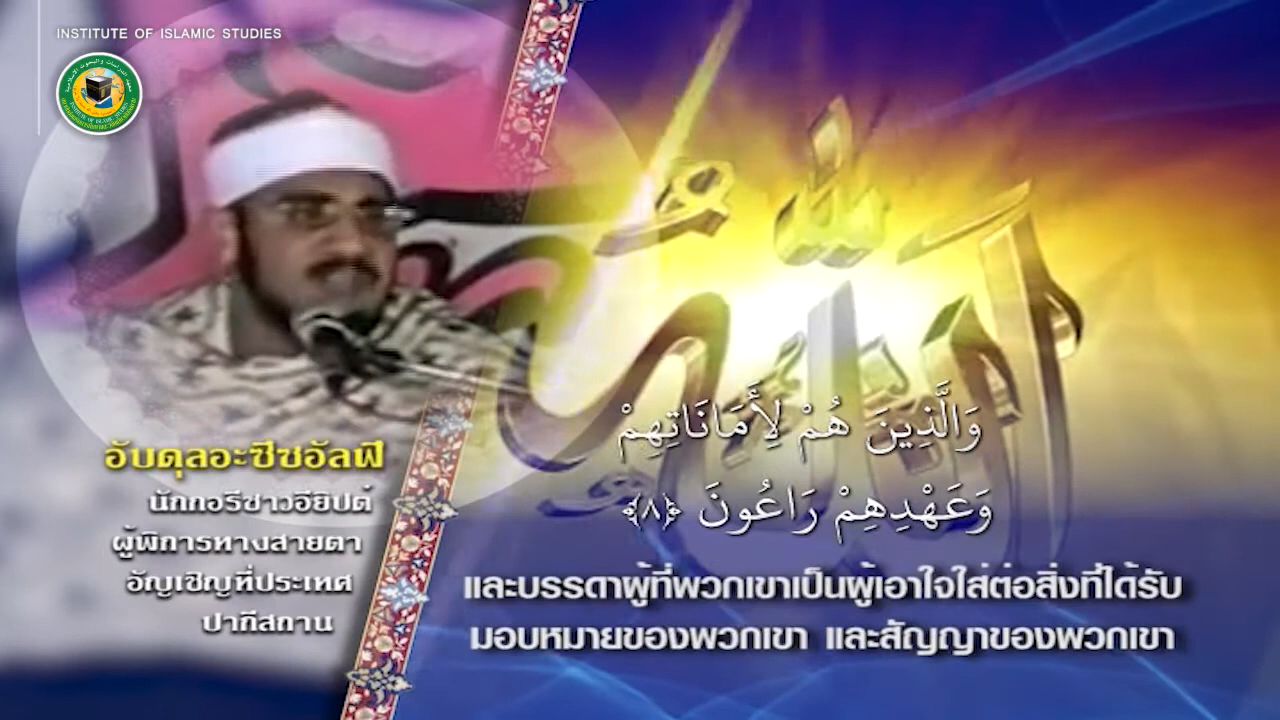 INSTITUTE OF ISLAMIC STUDIES
وَالَّذِينَ هُمْ لِأَمَانَاتِهِمْ
وَعَهْدِهِمْ رَاعُونَ ﴿٨﴾
อับดุลอะซีซอัลฟี
นักกอรีชาวอียิปต์
ผู้พิการทางสายตา
อัญเชิญที่ประเทศ
ปากีสถาน
และบรรดาผู้ที่พวกเขาเป็นผู้เอาใจใส่ต่อสิ่งที่ได้รับ
มอบหมายของพวกเขา และสัญญาของพวกเขา
الله